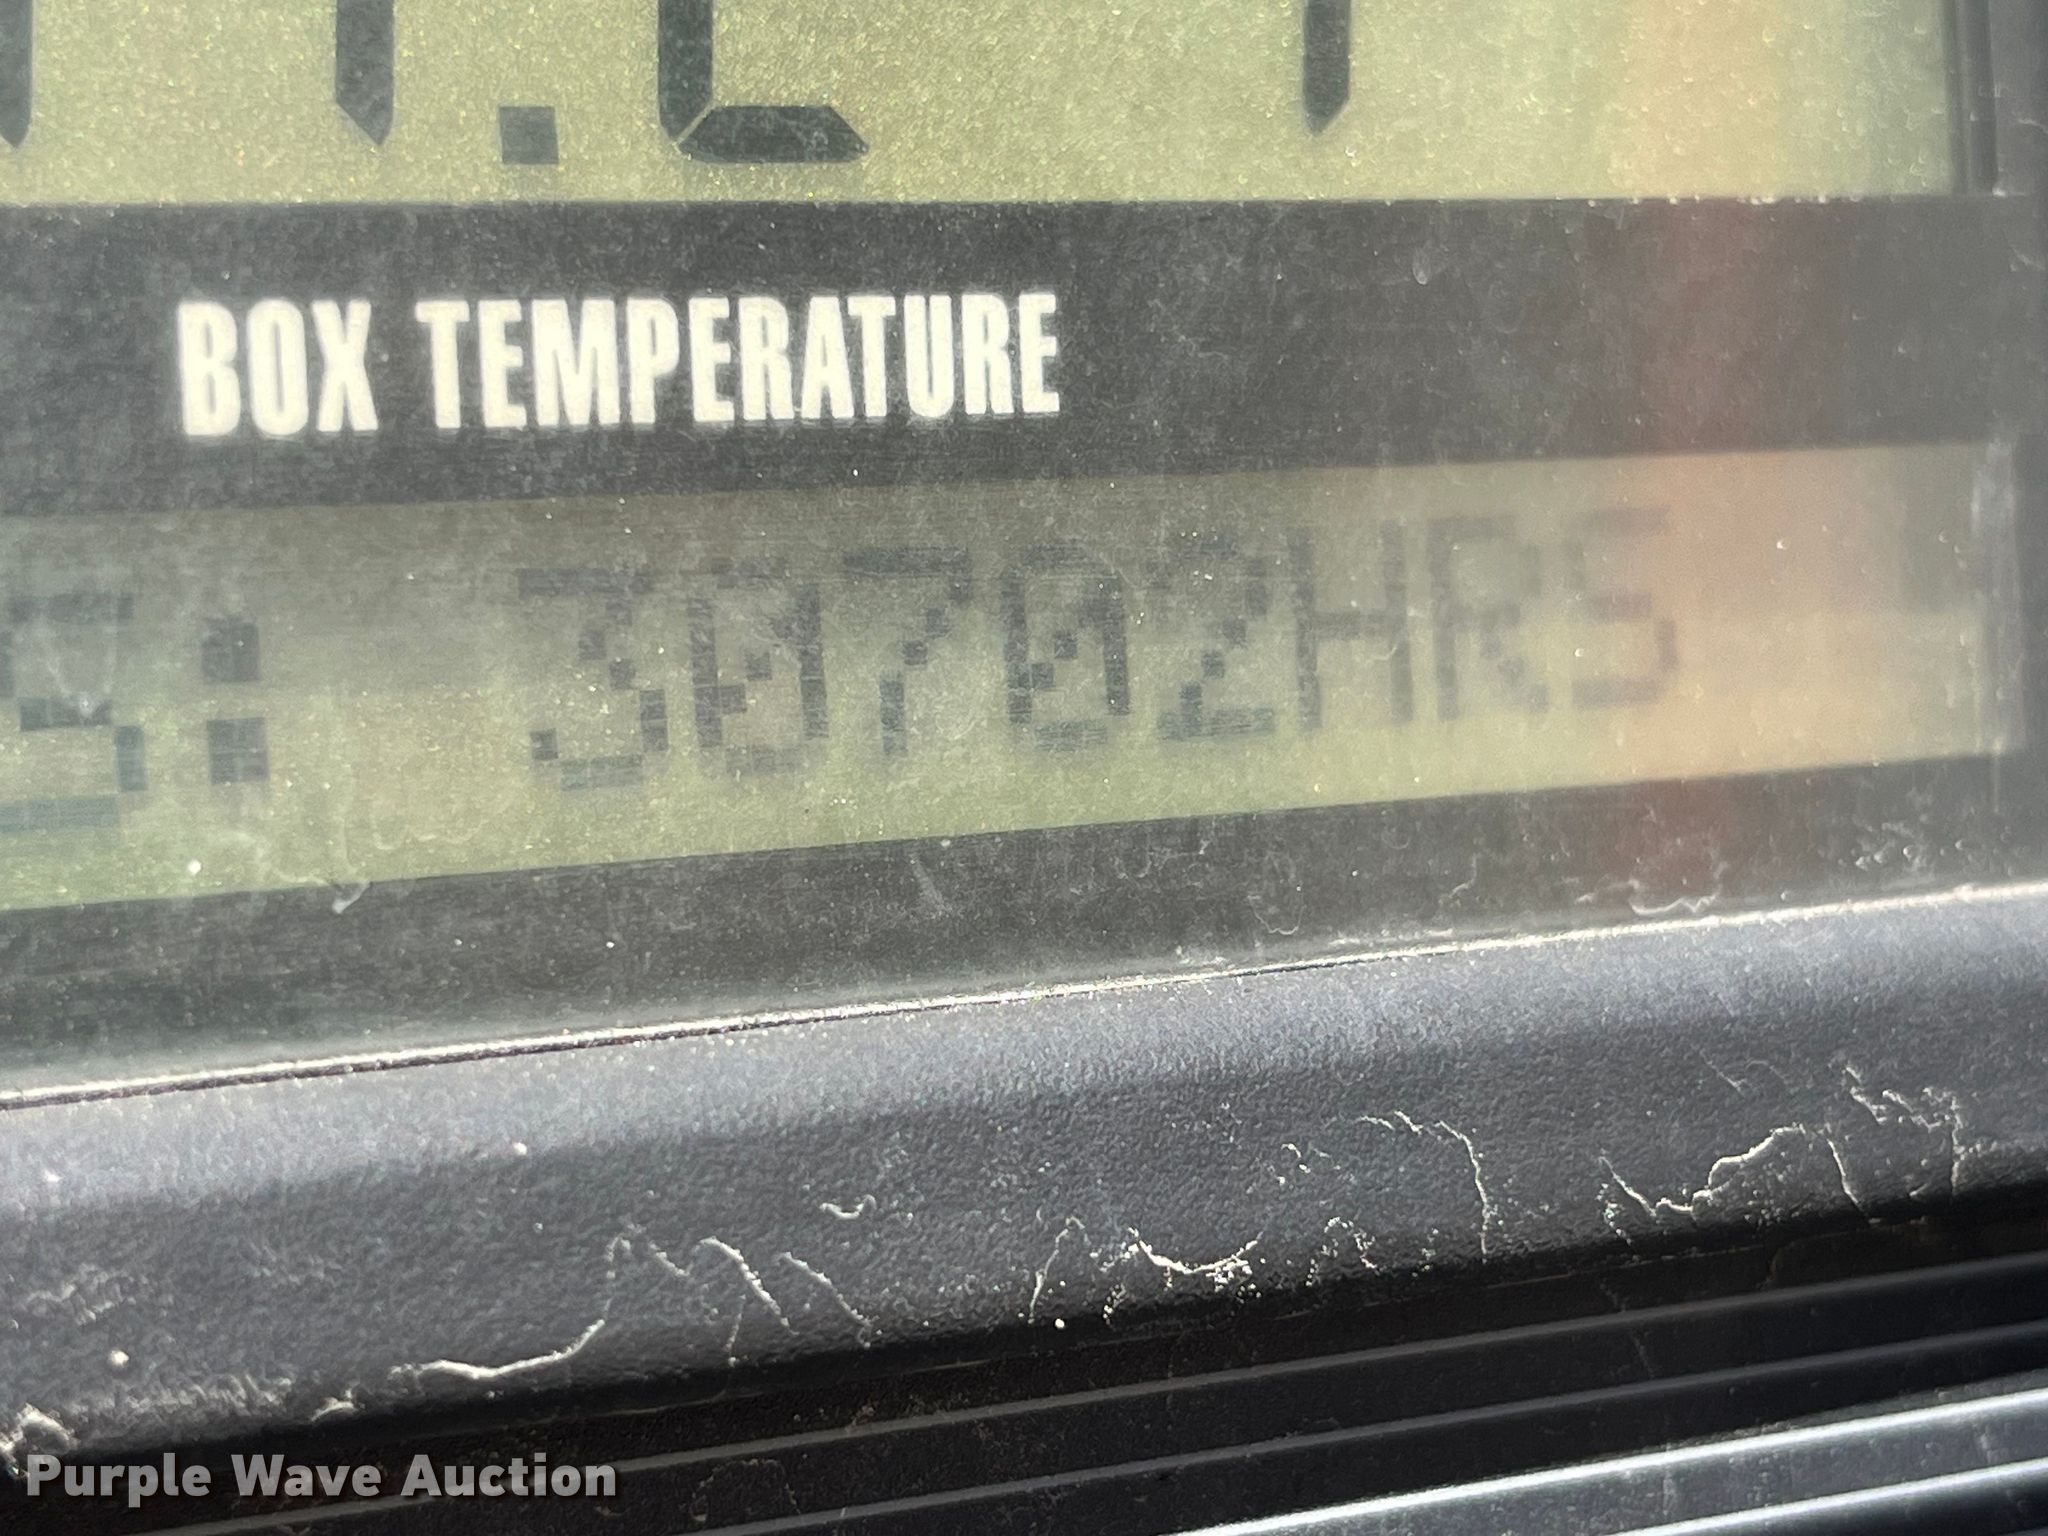 BOX TEMPERATURE
S: 30702HRS
Purple Wave Auction